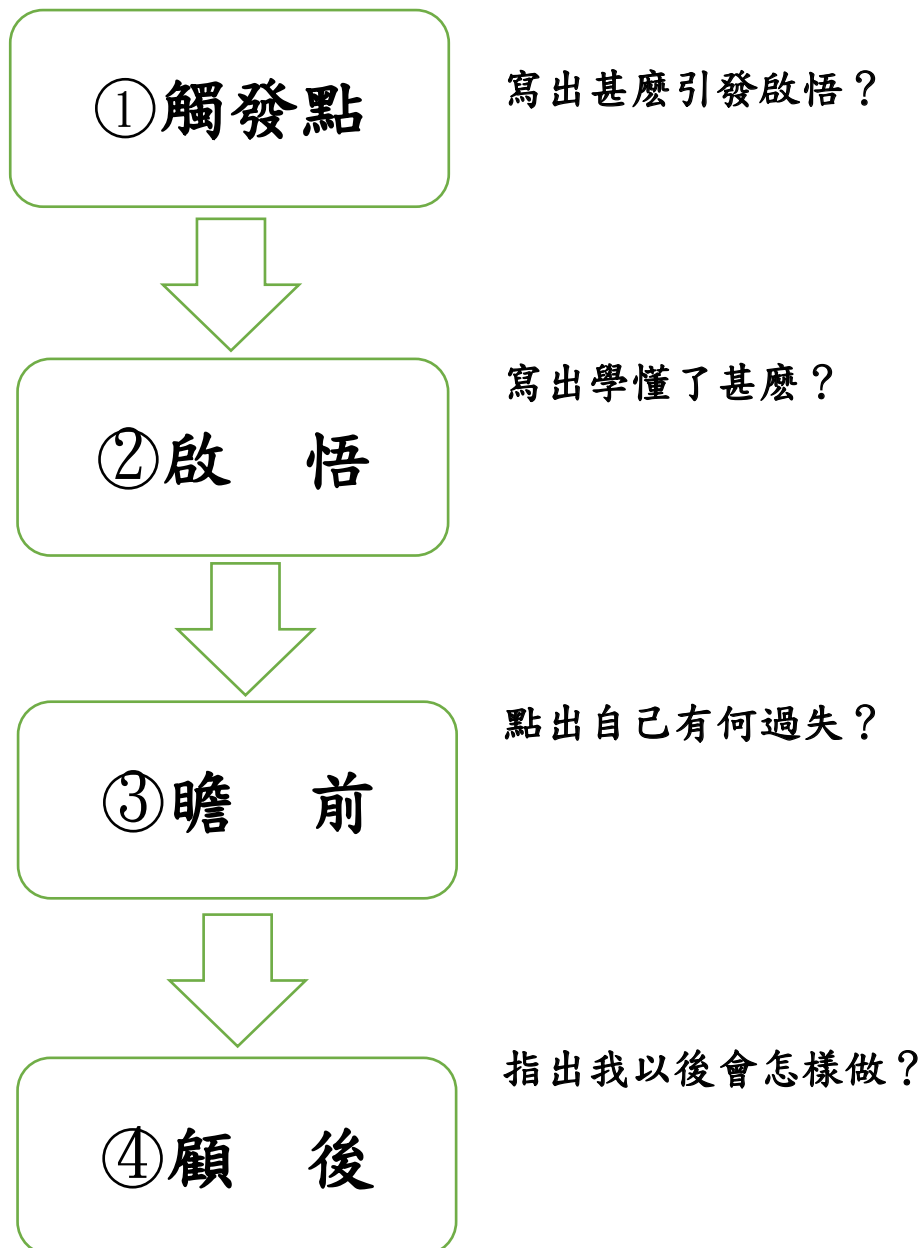 ①觸發點
寫出甚麼引發啟悟？
②啟　悟
寫出學懂了甚麼？
③瞻　前
點出自己有何過失？
④顧　後
指出我以後會怎樣做？